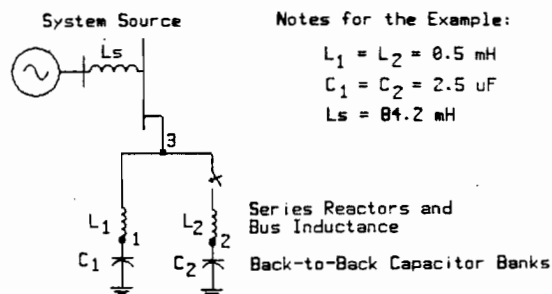 System Source
Notes for the Example:
Ls
L1 = L2 = 0.5 mH
C1 = C2 = 2.5 uF
Ls = 84.2 mH
3
L1
1
L2
2
Series Reactors and
Bus Inductance
C1
C2
Back-to-Back Capacitor Banks